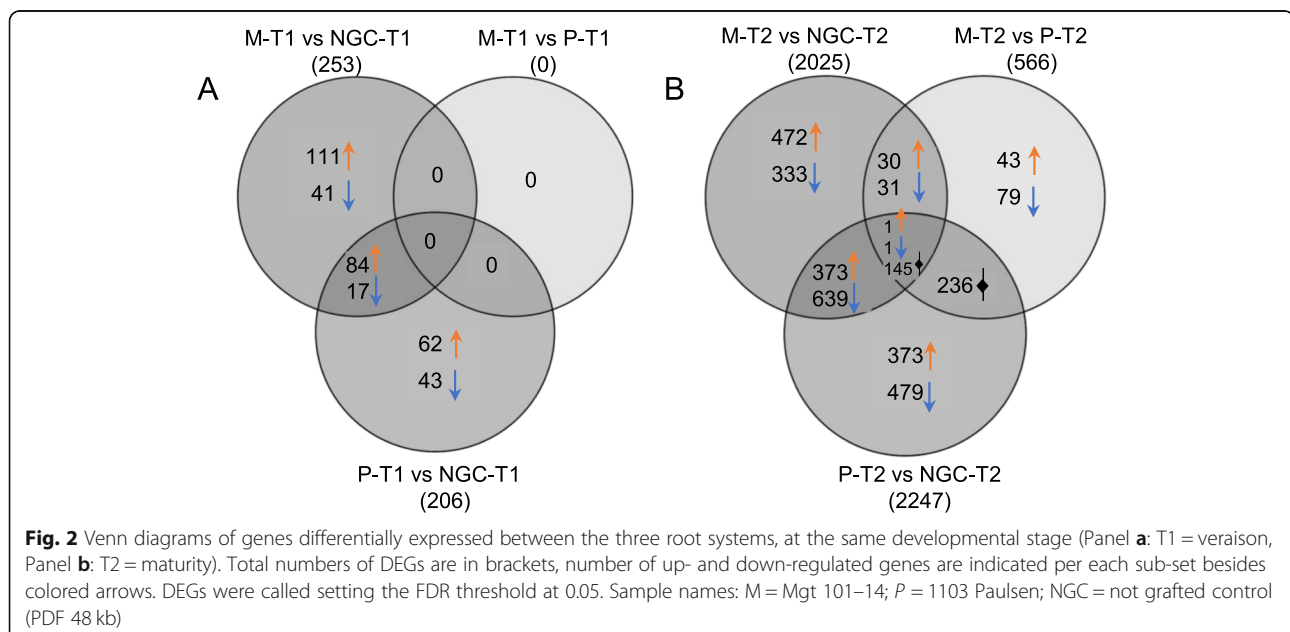 M-T1 vs NGC-T1
(253)
M-T1 vs P-T1
(0)
A
111
41
0
0
0
84
17
0
62
43
P-T1 vs NGC-T1
(206)
M-T2 vs NGC-T2
(2025)
M-T2 vs P-T2
(566)
B
472
333
30
31
43
79
1
1
145
373
639
236
373
479
P-T2 vs NGC-T2
(2247)
Fig. 2 Venn diagrams of genes differentially expressed between the three root systems, at the same developmental stage (Panel a: T1 = veraison,
Panel b: T2 = maturity). Total numbers of DEGs are in brackets, number of up- and down-regulated genes are indicated per each sub-set besides
colored arrows. DEGs were called setting the FDR threshold at 0.05. Sample names: M = Mgt 101–14; P = 1103 Paulsen; NGC = not grafted control
(PDF 48 kb)